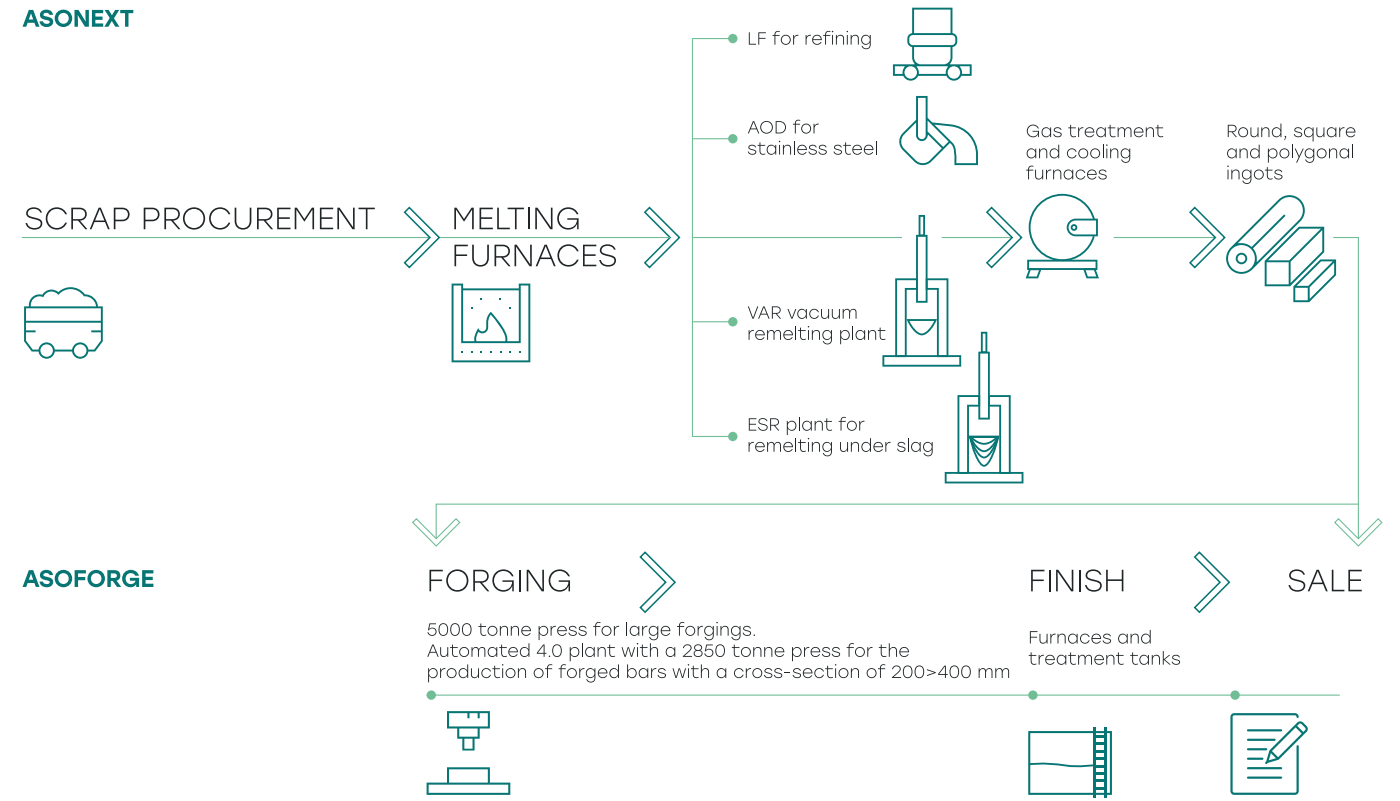 ASONEXT
LF for refining
AOD for
stainless steel
Gas treatment
and cooling
furnaces
Round, square
and polygonal
ingots
SCRAP PROCUREMENT
MELTING
FURNACES
VAR vacuum
remelting plant
ESR plant for
remelting under slag
ASOFORGE
FORGING
5000 tonne press for large forgings.
Automated 4.0 plant with a 2850 tonne press for the
production of forged bars with a cross-section of 200>400 mm
FINISH
Furnaces and
treatment tanks
SALE